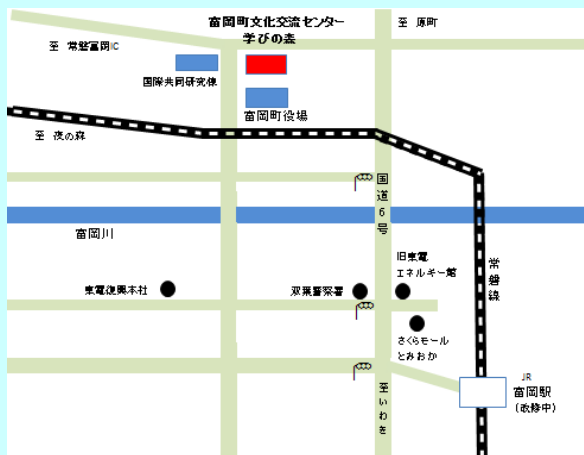 富岡町文化交流センター
学びの森
至 原町
至 常磐富岡IC
国際共同研究棟
富岡町役場
至 夜の森
国道6号
富岡川
旧東電
エネルギー館
常磐線
東電復興本社
双葉警察署
さくらモール
とみおか
JR
富岡駅
(改修中)
至いわき